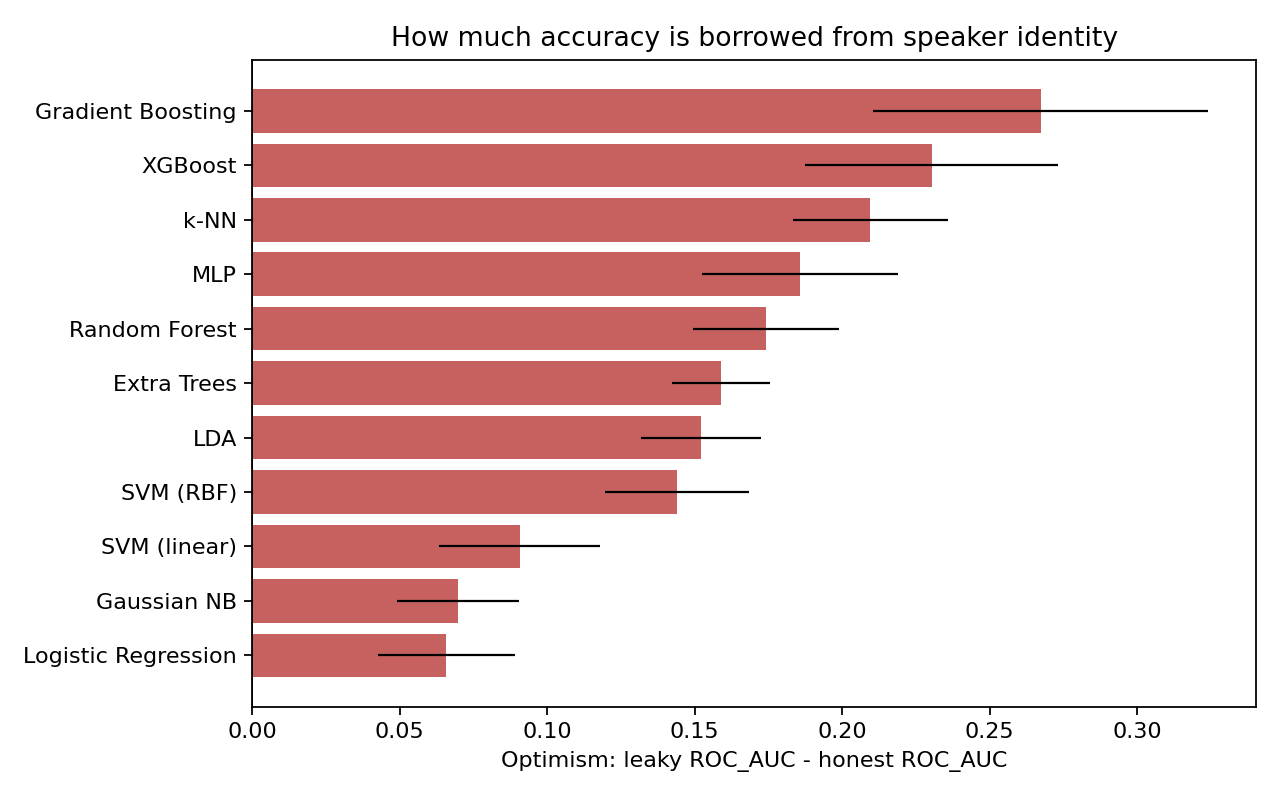 How much accuracy is borrowed from speaker identity
Gradient Boosting
XGBoost
k-NN
MLP
Random Forest
Extra Trees
LDA
SVM (RBF)
SVM (linear)
Gaussian NB
Logistic Regression
0.00 0.05 0.10 0.15 0.20 0.25 0.30
Optimism: leaky ROC_AUC - honest ROC_AUC